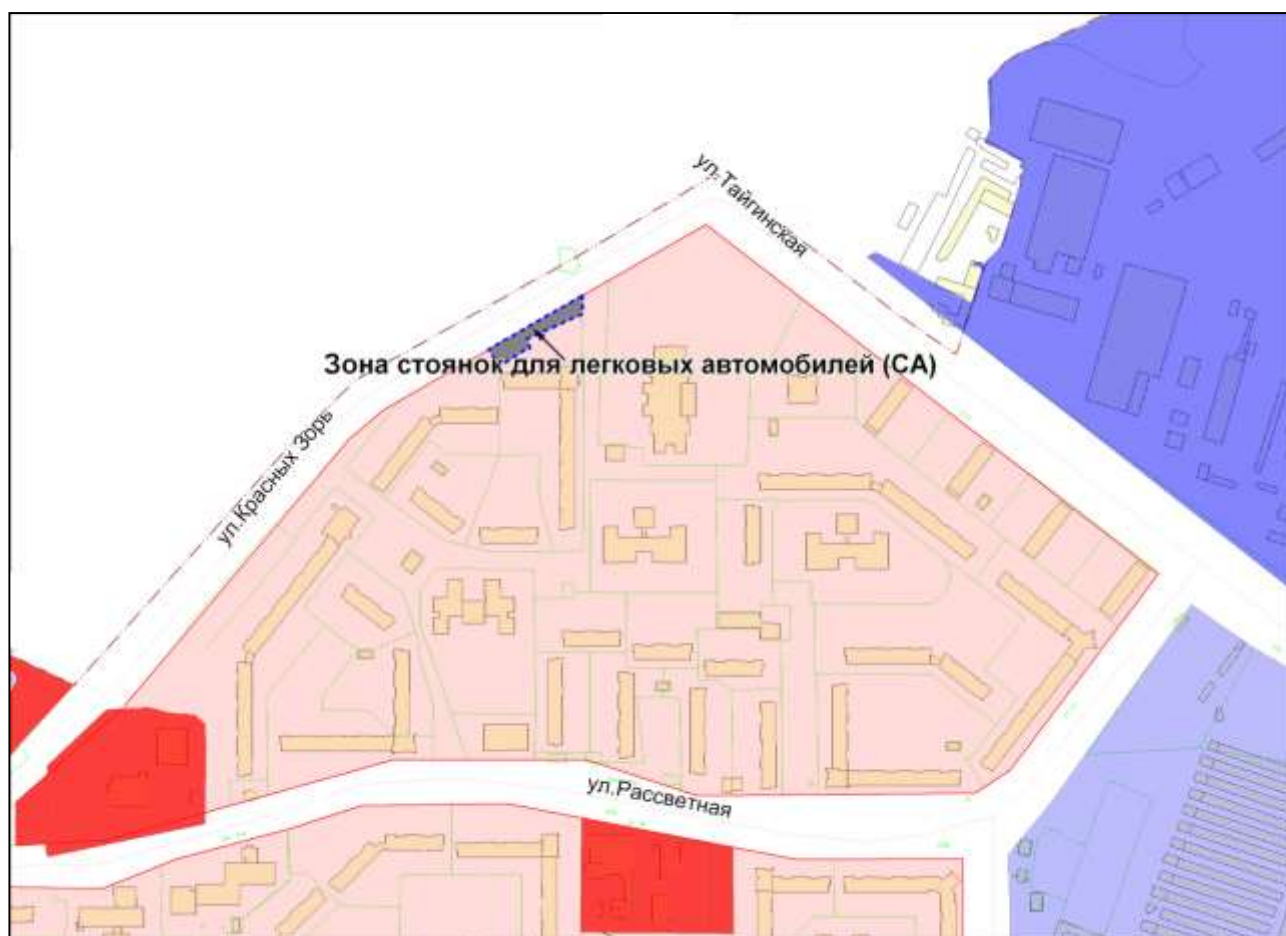 ул.Тайгинская
Зона стоянок для легковых автомобилей (СА)
ул.Красных Зорь
ул.Рассветная